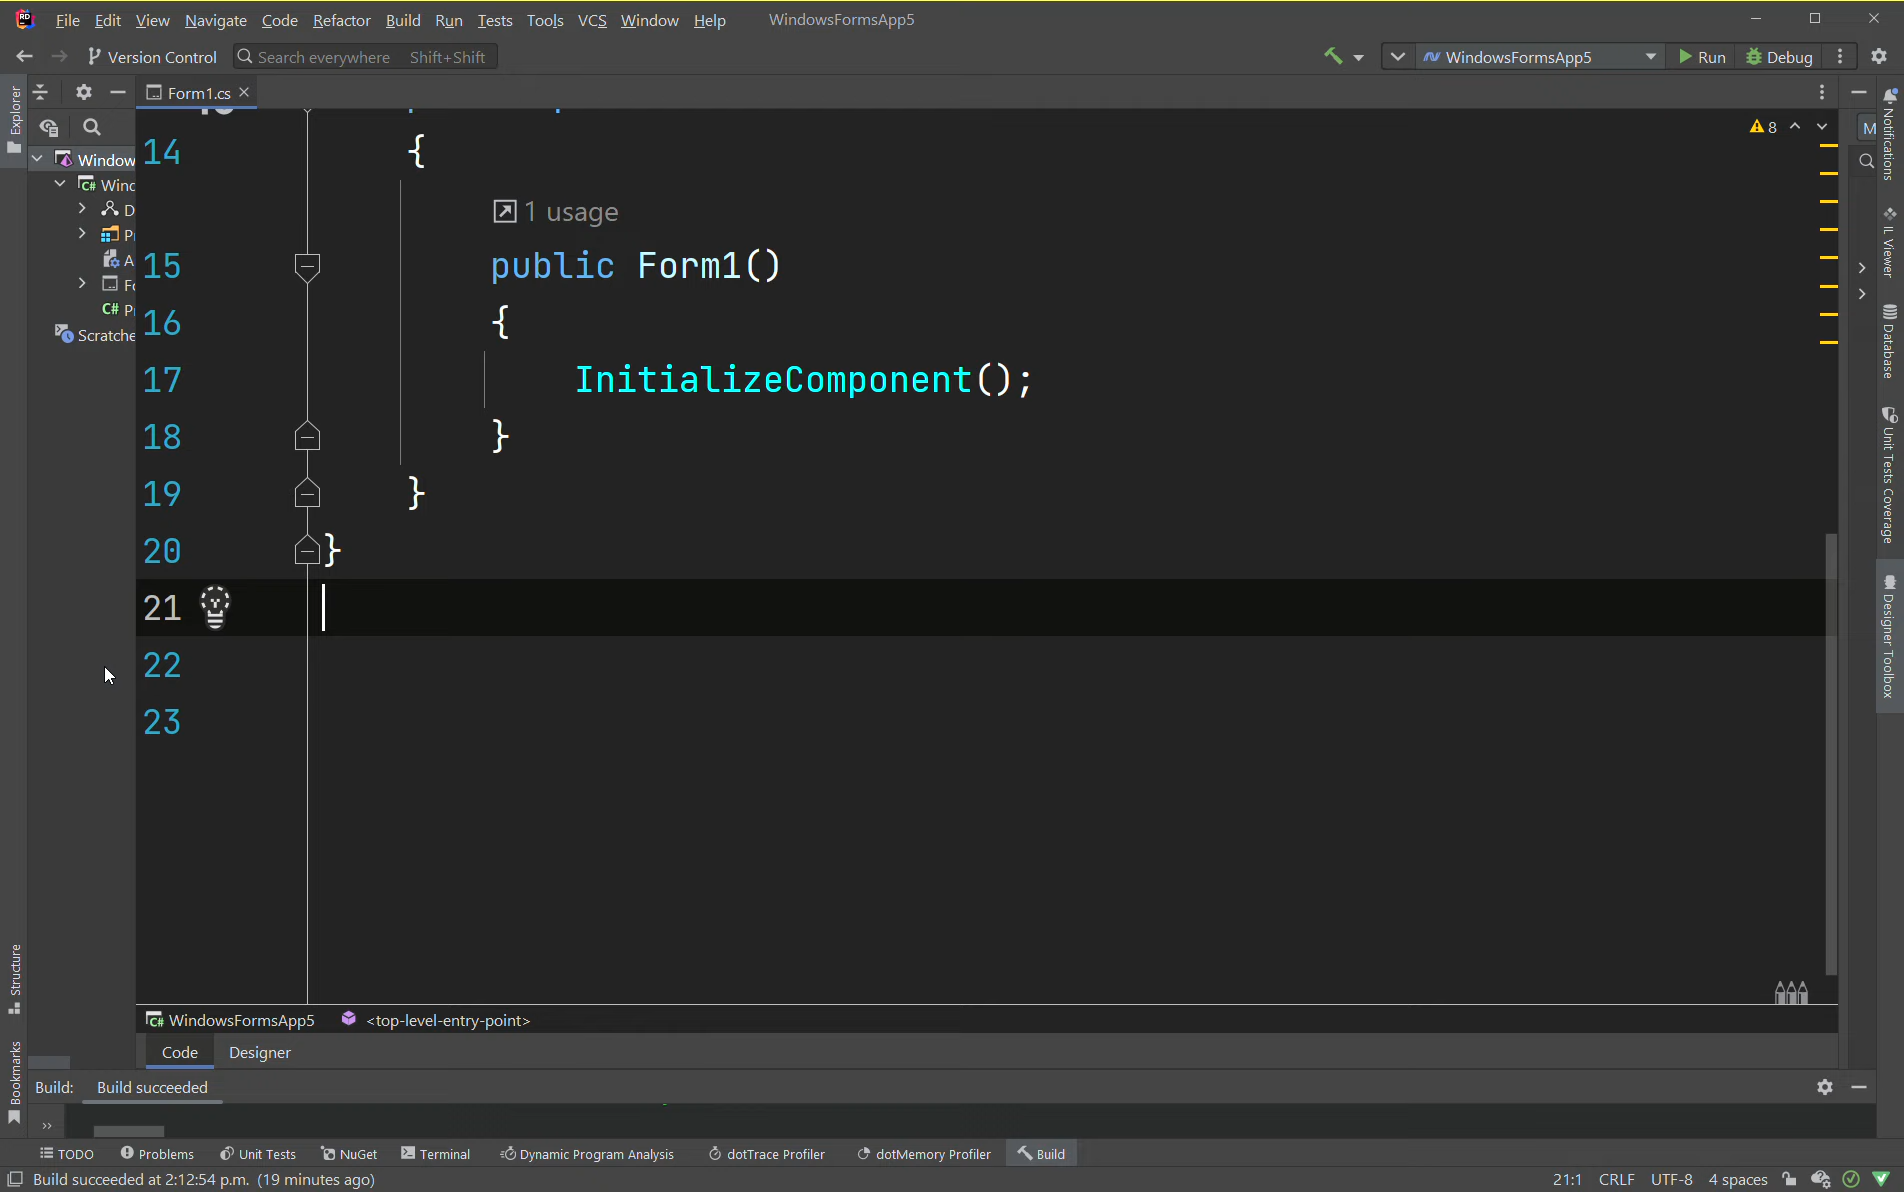 File Edit View Navigate Code Refactor Build Run Tests Tools VCS Window Help WindowsFormsApp5
Version Control Search everywhere Shift+Shift WindowsFormsApp5 Run Debug
Explorer
Form1.cs
14 {
8
M
Notifications
Window
Wind
D
P
A
Fo
C# P
Scratche
1 usage
15 public Form1()
16 {
17 InitializeComponent();
18 }
19 }
20 }
21
22
23
IL Viewer
Database
Unit Tests Coverage
Designer Toolbox
Structure
Bookmarks
C# WindowsFormsApp5 <top-level-entry-point>
Code Designer
Build: Build succeeded
TODO Problems Unit Tests NuGet Terminal Dynamic Program Analysis dotTrace Profiler dotMemory Profiler Build
Build succeeded at 2:12:54 p.m. (19 minutes ago) 21:1 CRLF UTF-8 4 spaces